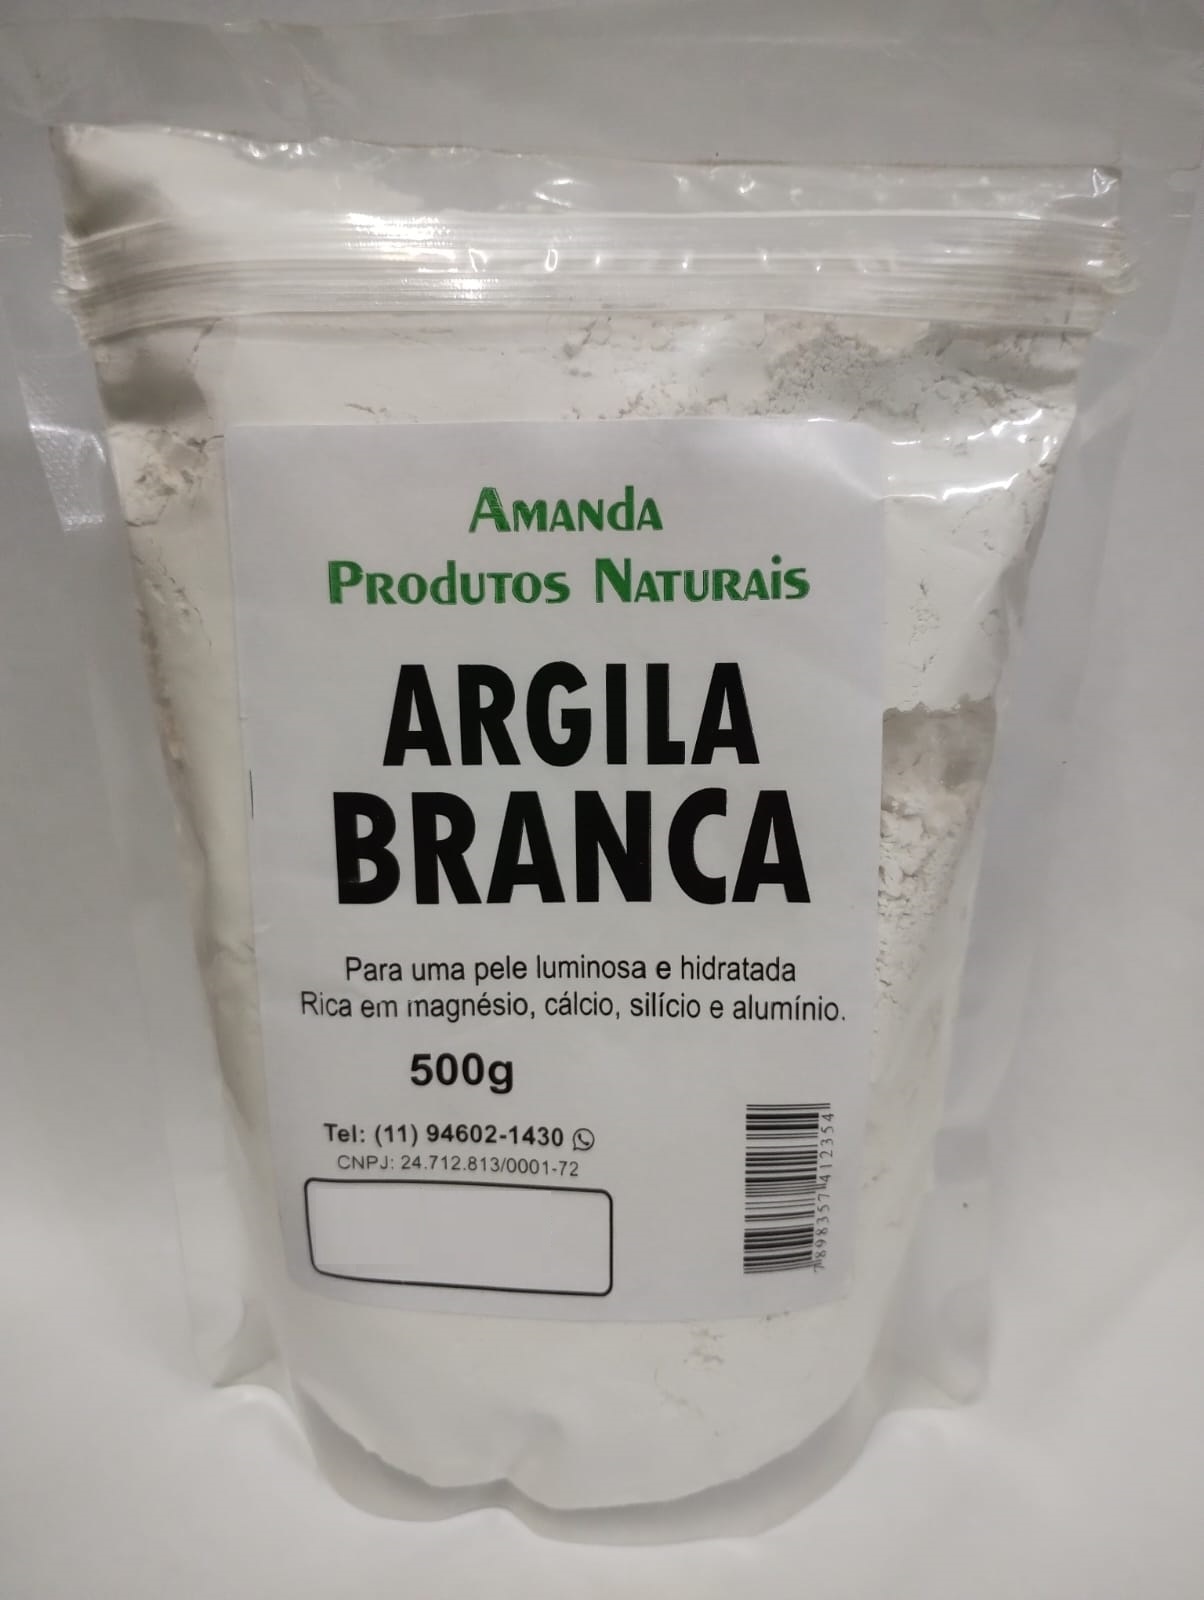 Amanda
Produtos Naturais
ARGILA
BRANCA
Para uma pele luminosa e hidratada
Rica em magnésio, cálcio, silício e alumínio.
500g
Tel: (11) 94602-1430
CNPJ: 24.712.813/0001-72
7898357412354